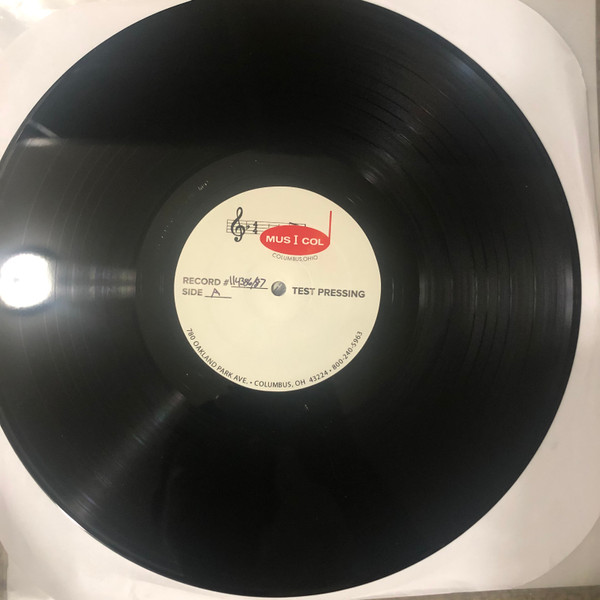 MUS I COL
COLUMBUS, OHIO
RECORD #
SIDE A
TEST PRESSING
780 OAKLAND PARK AVE. • COLUMBUS, OH 43224 • 800-240-5963